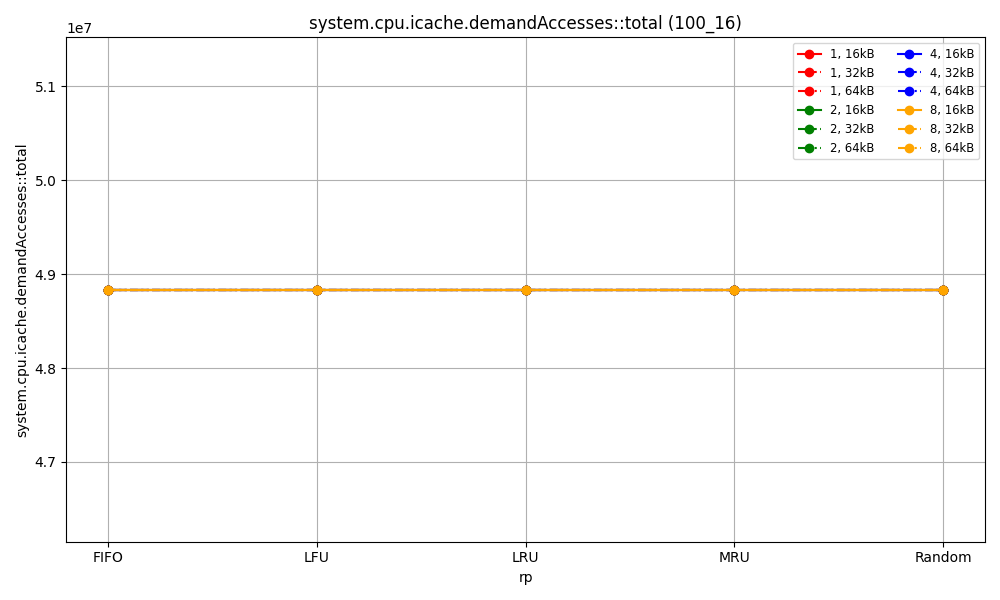 system.cpu.icache.demandAccesses::total (100_16)
1e7
5.1
5.0
4.9
4.8
4.7
system.cpu.icache.demandAccesses::total
1, 16kB
1, 32kB
1, 64kB
2, 16kB
2, 32kB
2, 64kB
4, 16kB
4, 32kB
4, 64kB
8, 16kB
8, 32kB
8, 64kB
FIFO
LFU
LRU
MRU
Random
rp